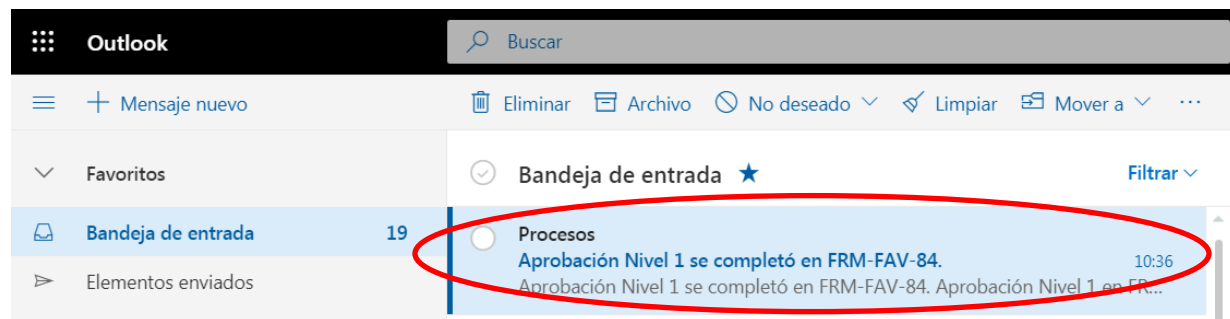 Outlook
Buscar
Mensaje nuevo
Eliminar Archivo No deseado Limpiar Mover a ...
Favoritos
Bandeja de entrada
Filtrar
Bandeja de entrada 19
Procesos
Aprobación Nivel 1 se completó en FRM-FAV-84. 10:36
Elementos enviados
Aprobación Nivel 1 se completó en FRM-FAV-84. Aprobación Nivel 1 en FR...